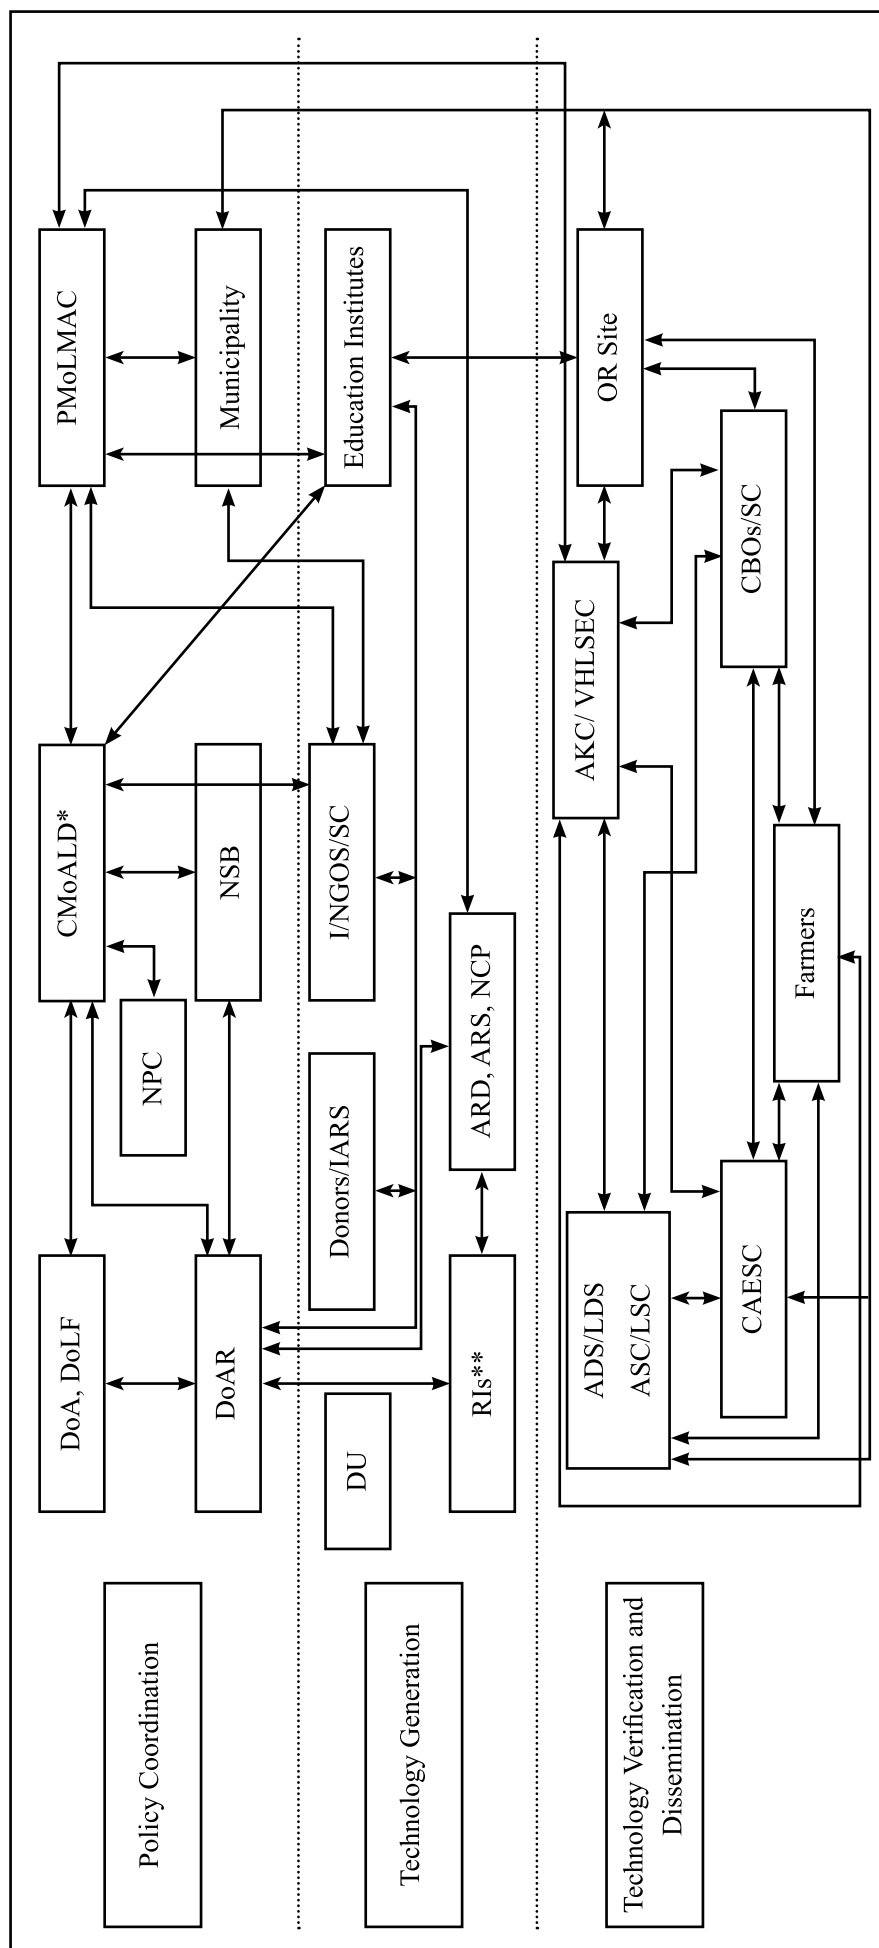 Policy Coordination
DoA, DoLF
CMoALD*
PMoLMAC
NPC
DoAR
NSB
Municipality
Technology Generation
DU
Donors/IARS
I/NGOS/SC
Education Institutes
RIs**
ARD, ARS, NCP
Technology Verification and
Dissemination
ADS/LDS
ASC/LSC
AKC/ VHLSEC
OR Site
CAESC
CBOs/SC
Farmers